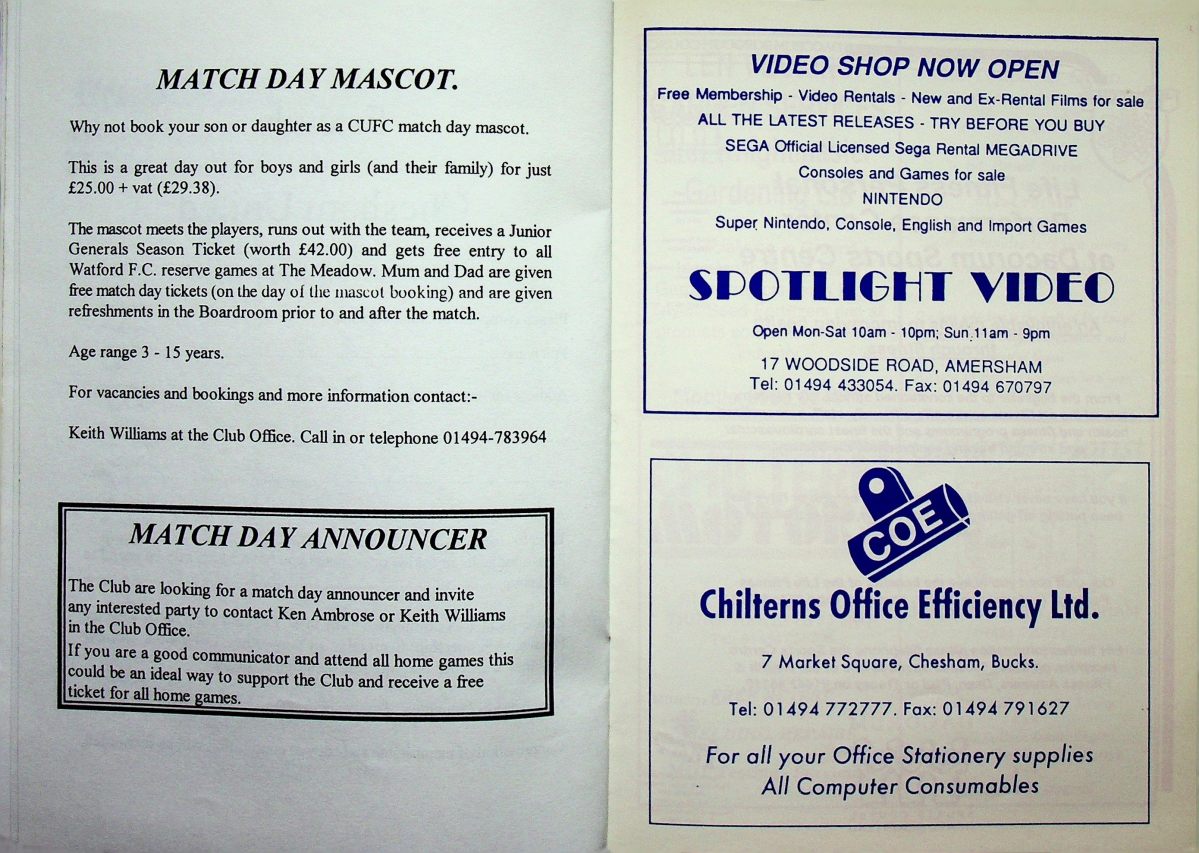 MATCH DAY MASCOT.
Why not book your son or daughter as a CUFC match day mascot.
This is a great day out for boys and girls (and their family) for just
£25.00 + vat (£29.38).
The mascot meets the players, runs out with the team, receives a Junior
Generals Season Ticket (worth £42.00) and gets free entry to all
Watford F.C. reserve games at The Meadow. Mum and Dad are given
free match day tickets (on the day of the mascot booking) and are given
refreshments in the Boardroom prior to and after the match.
Age range 3 - 15 years.
For vacancies and bookings and more information contact:-
Keith Williams at the Club Office. Call in or telephone 01494-783964
MATCH DAY ANNOUNCER
The Club are looking for a match day announcer and invite
any interested party to contact Ken Ambrose or Keith Williams
in the Club Office.
If you are a good communicator and attend all home games this
could be an ideal way to support the Club and receive a free
ticket for all home games.
VIDEO SHOP NOW OPEN
Free Membership - Video Rentals - New and Ex-Rental Films for sale
ALL THE LATEST RELEASES - TRY BEFORE YOU BUY
SEGA Official Licensed Sega Rental MEGADRIVE
Consoles and Games for sale
NINTENDO
Super Nintendo, Console, English and Import Games
SPOTLIGHT VIDEO
Open Mon-Sat 10am - 10pm; Sun 11am - 9pm
17 WOODSIDE ROAD, AMERSHAM
Tel: 01494 433054. Fax: 01494 670797
COE
Chilterns Office Efficiency Ltd.
7 Market Square, Chesham, Bucks.
Tel: 01494 772777. Fax: 01494 791627
For all your Office Stationery supplies
All Computer Consumables